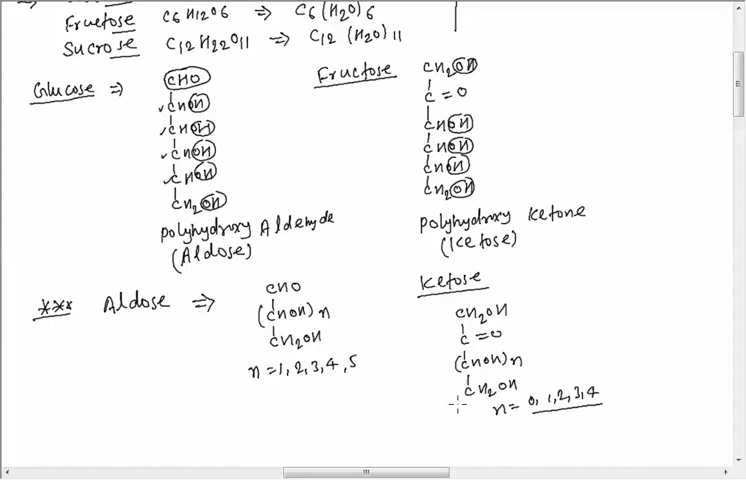 Fructose C6H12O6 ⇒ C6(H2O)6
Sucrose C12H22O11 ⇒ C12(H2O)11
Glucose ⇒
CHO
CHOH
CHOH
CHOH
CHOH
CH2OH
Polyhydroxy Aldehyde
(Aldose)
Fructose
CH2OH
C=O
CHOH
CHOH
CHOH
CH2OH
Polyhydroxy Ketone
(Ketose)
*** Aldose ⇒
CHO
(CHOH)n
CH2OH
n=1,2,3,4,5
Ketose
CH2OH
C=O
(CHOH)n
CH2OH
n= 0,1,2,3,4